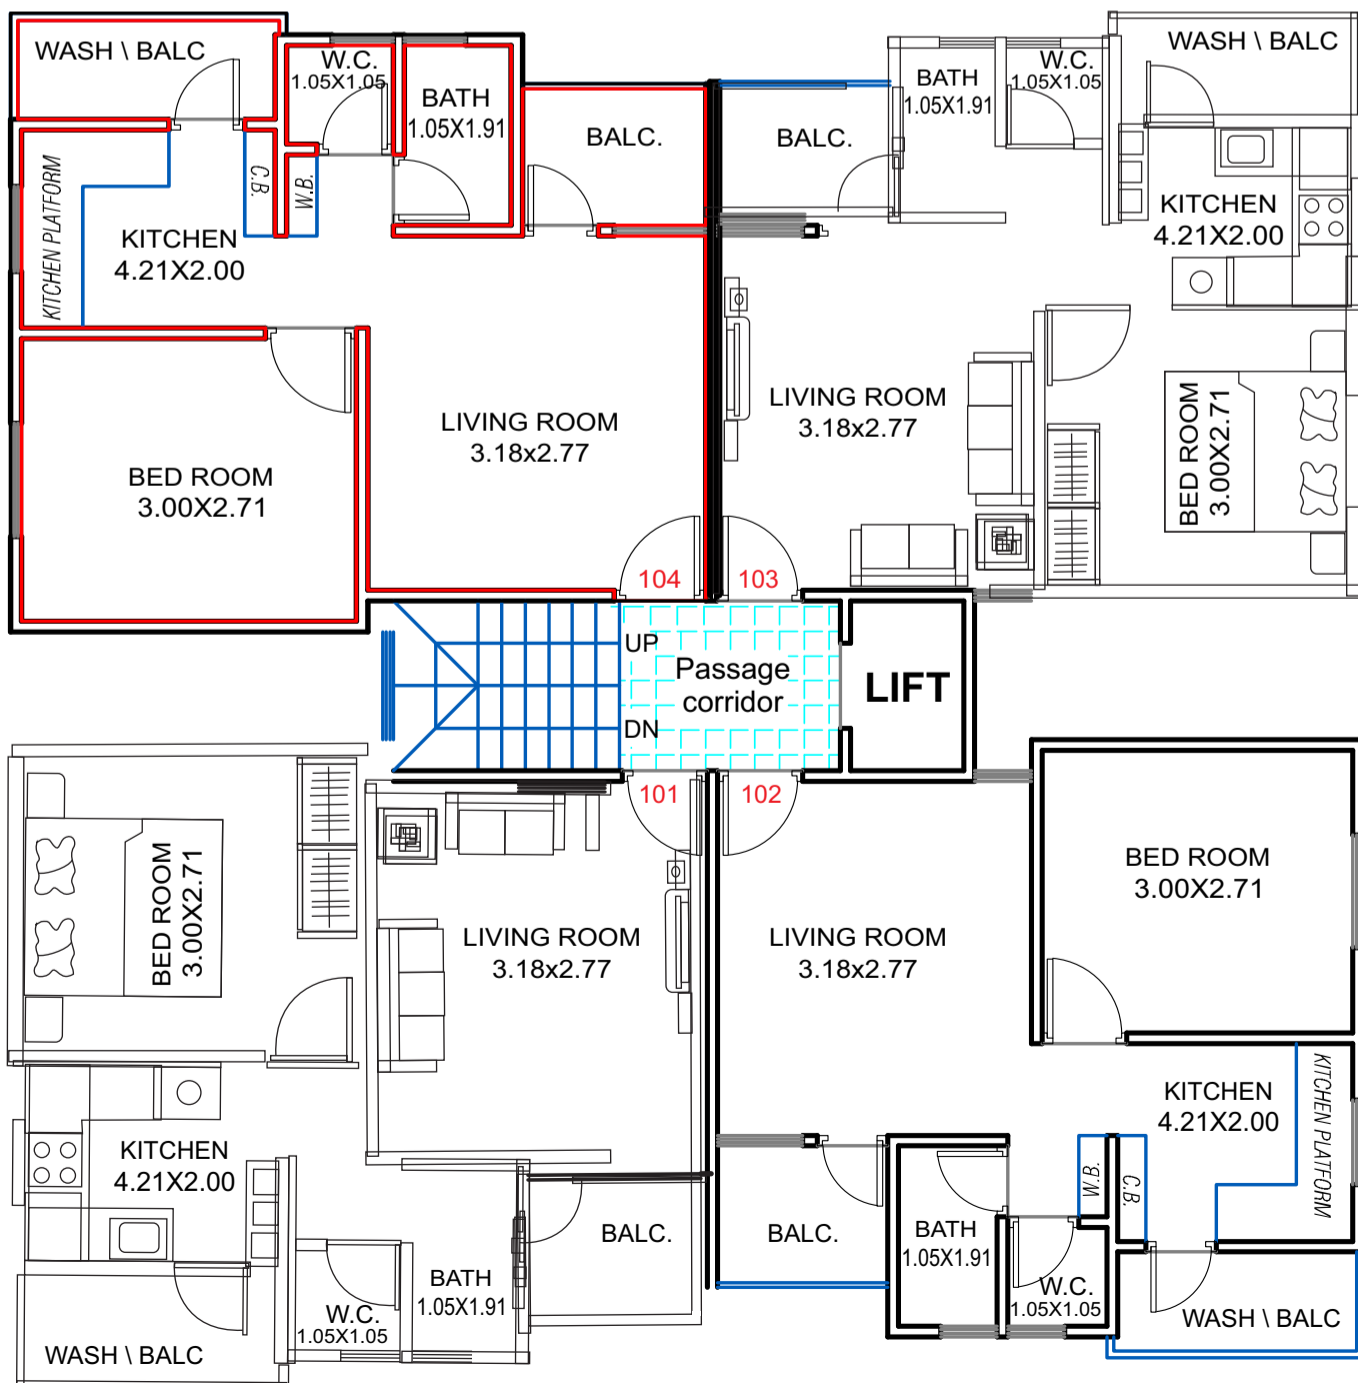 WASH \ BALC
W.C.
1.05X1.05
BATH
1.05X1.91
BALC.
KITCHEN PLATFORM
C.B.
W.B.
KITCHEN
4.21X2.00
LIVING ROOM
3.18x2.77
BED ROOM
3.00X2.71
104
WASH \ BALC
W.C.
1.05X1.05
BATH
1.05X1.91
BALC.
KITCHEN
4.21X2.00
LIVING ROOM
3.18x2.77
BED ROOM
3.00X2.71
103
UP
Passage
corridor
DN
LIFT
101
BED ROOM
3.00X2.71
LIVING ROOM
3.18x2.77
KITCHEN
4.21X2.00
BALC.
BATH
1.05X1.91
W.C.
1.05X1.05
WASH \ BALC
102
BED ROOM
3.00X2.71
LIVING ROOM
3.18x2.77
KITCHEN
4.21X2.00
KITCHEN PLATFORM
W.B.
C.B.
BALC.
BATH
1.05X1.91
W.C.
1.05X1.05
WASH \ BALC